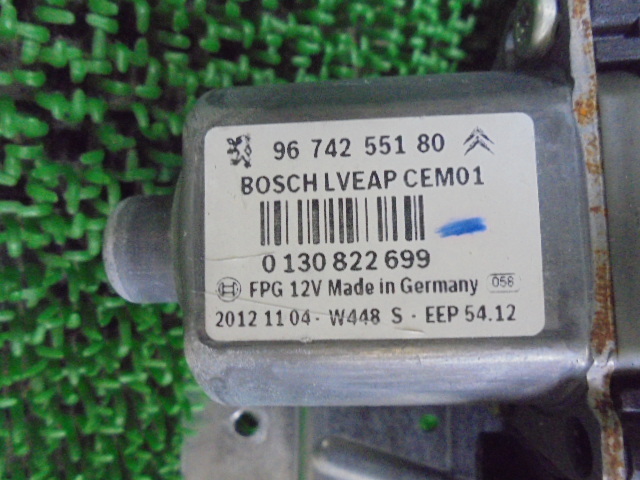 96 742 551 80
BOSCH LVEAP CEM01
0 130 822 699
FPG 12V Made in Germany 058
2012 11 04 · W448 S · EEP 54.12